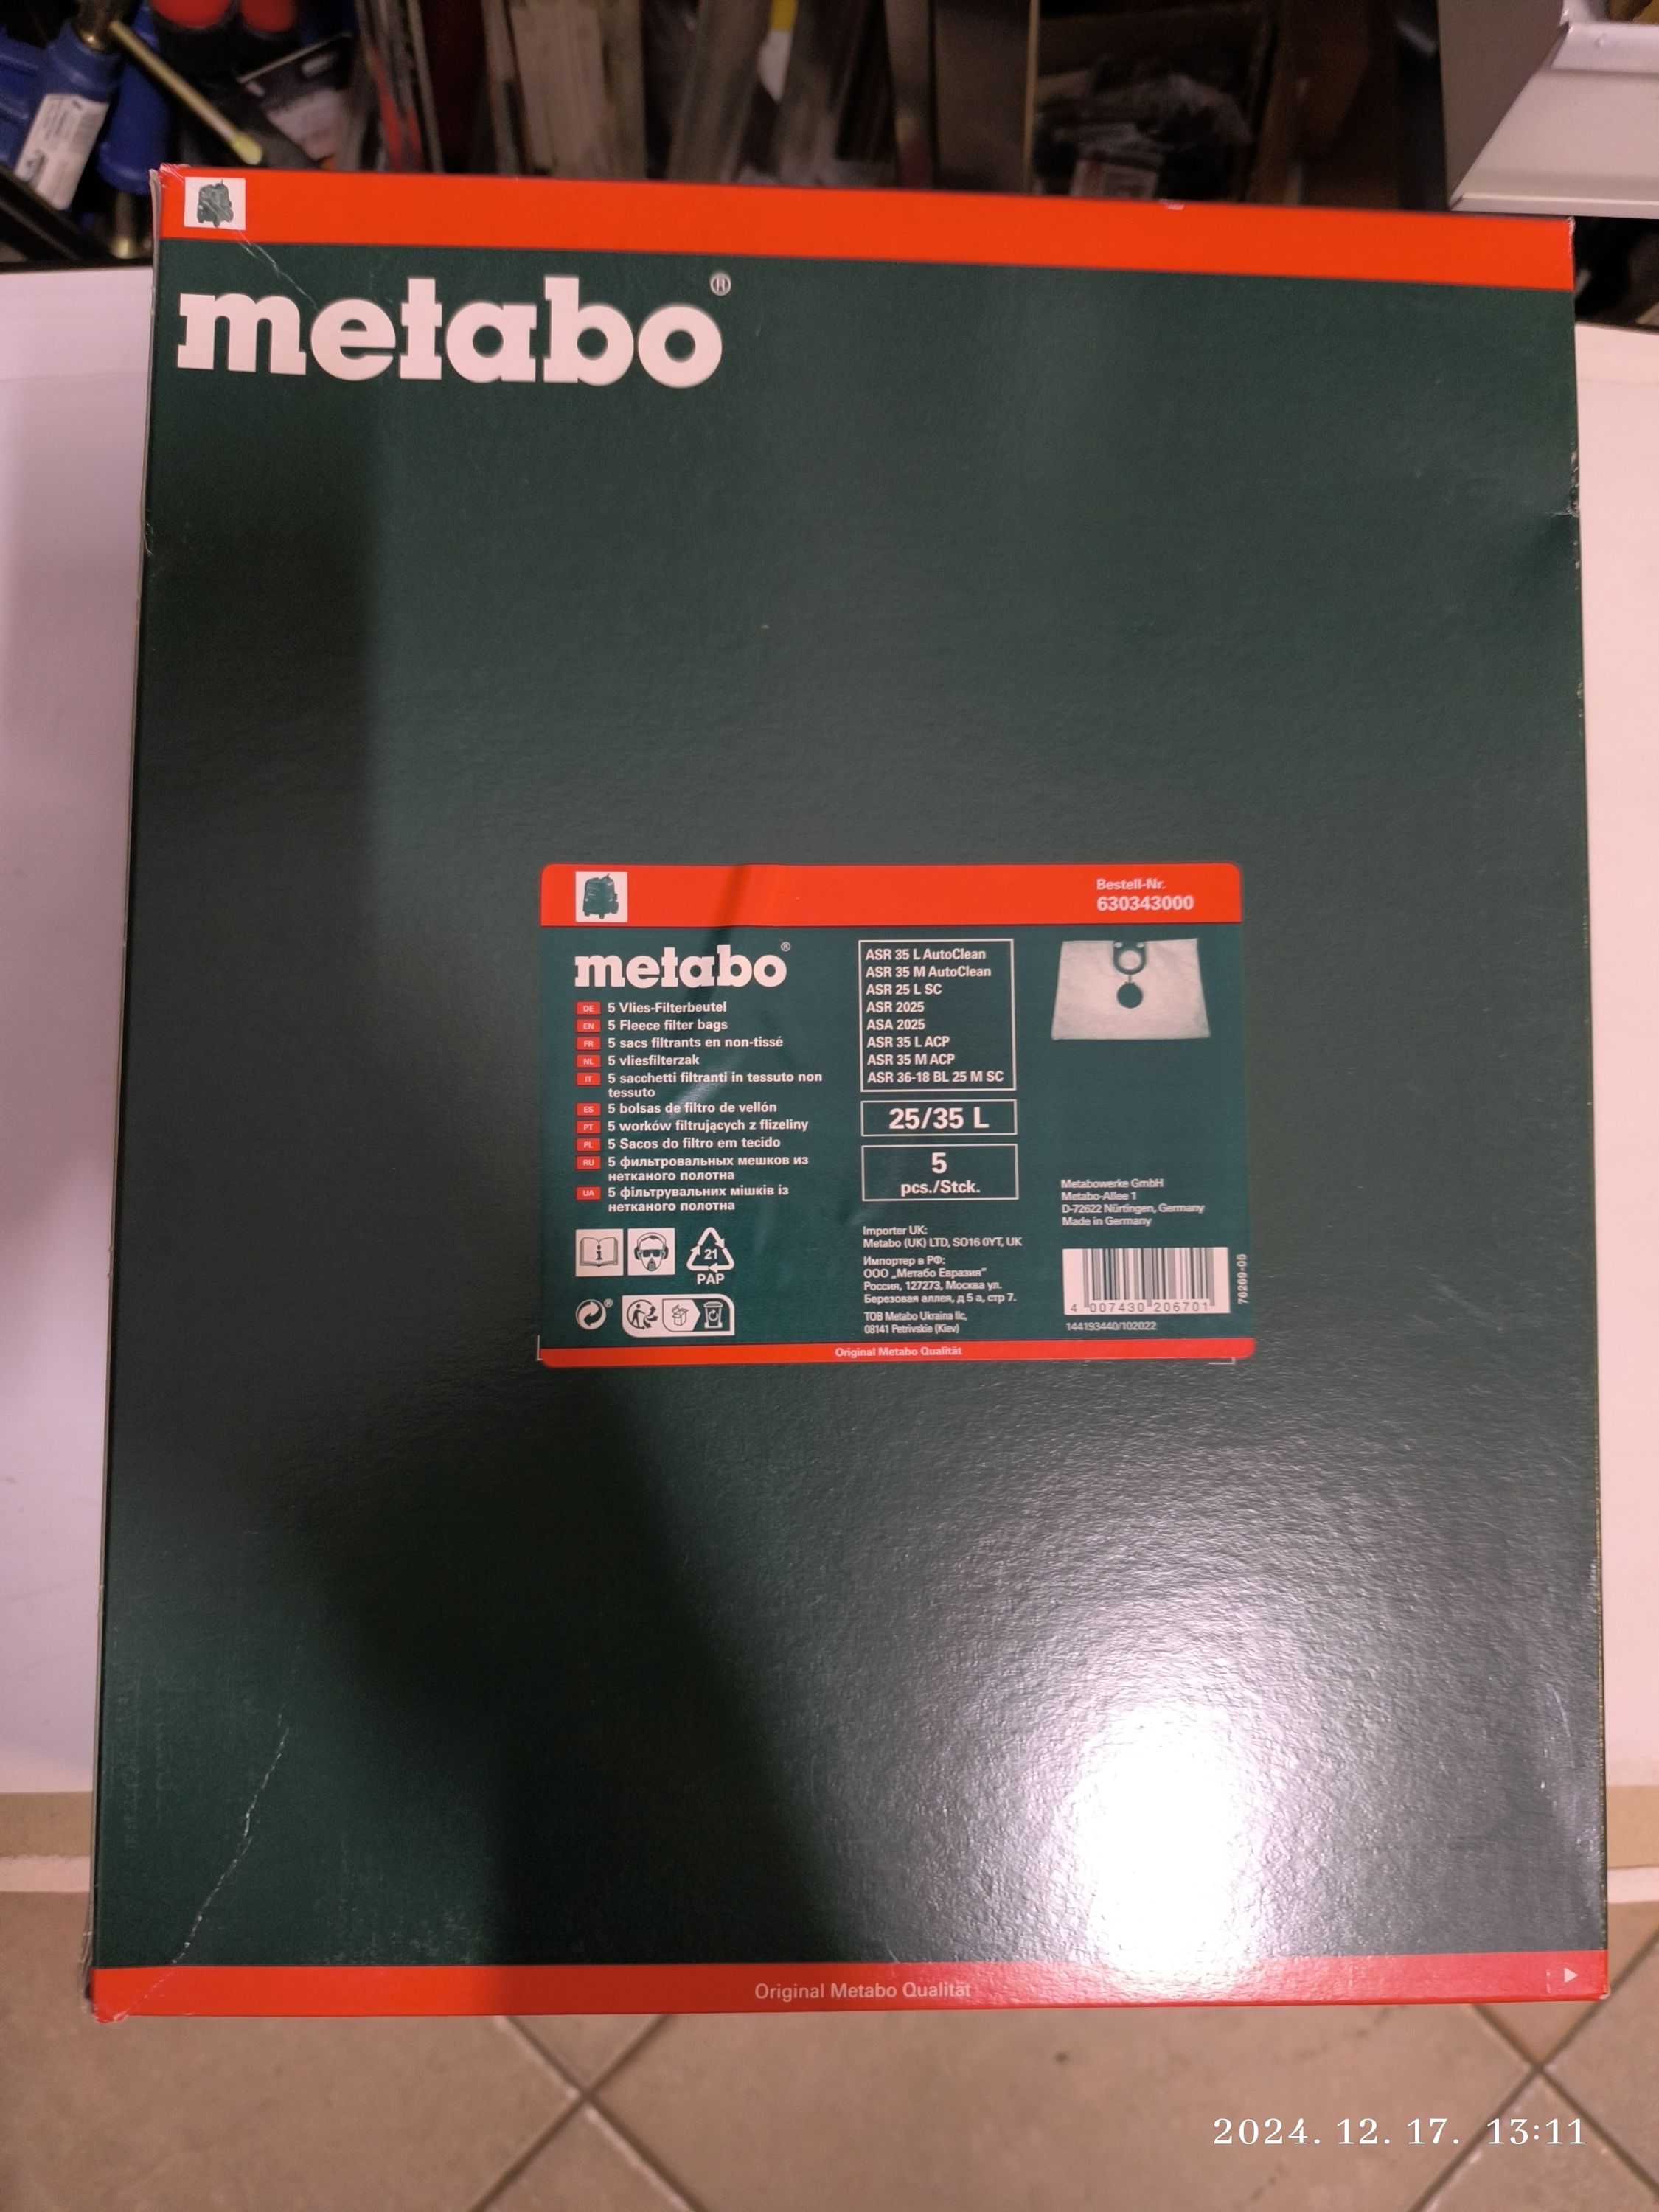 metabo®
Bestell-Nr.
630343000
metabo®
DE 5 Vlies-Filterbeutel
EN 5 Fleece filter bags
FR 5 sacs filtrants en non-tissé
NL 5 vliesfilterzak
IT 5 sacchetti filtranti in tessuto non
tessuto
ES 5 bolsas de filtro de vellón
PT 5 worków filtrujących z flizeliny
PL 5 Sacos do filtro em tecido
RU 5 фильтровальных мешков из
нетканого полотна
UA 5 фільтрувальних мішків із
нетканого полотна
21
PAP
ASR 35 L AutoClean
ASR 35 M AutoClean
ASR 25 L SC
ASR 2025
ASA 2025
ASR 35 L ACP
ASR 35 M ACP
ASR 36-18 BL 25 M SC
25/35 L
5
pcs./Stck.
Importer UK:
Metabo (UK) LTD, SO16 0YT, UK
Импортер в РФ:
ООО „Метабо Евразия"
Россия, 127273, Москва ул.
Березовая аллея, д 5 а, стр 7.
ТОВ Metabo Ukraina llc,
08141 Petrivskie (Kiev)
Metabowerke GmbH
Metabo-Allee 1
D-72622 Nürtingen, Germany
Made in Germany
4 007430 206701
144193440/102022
Original Metabo Qualität
Original Metabo Qualität
2024. 12. 17. 13:11